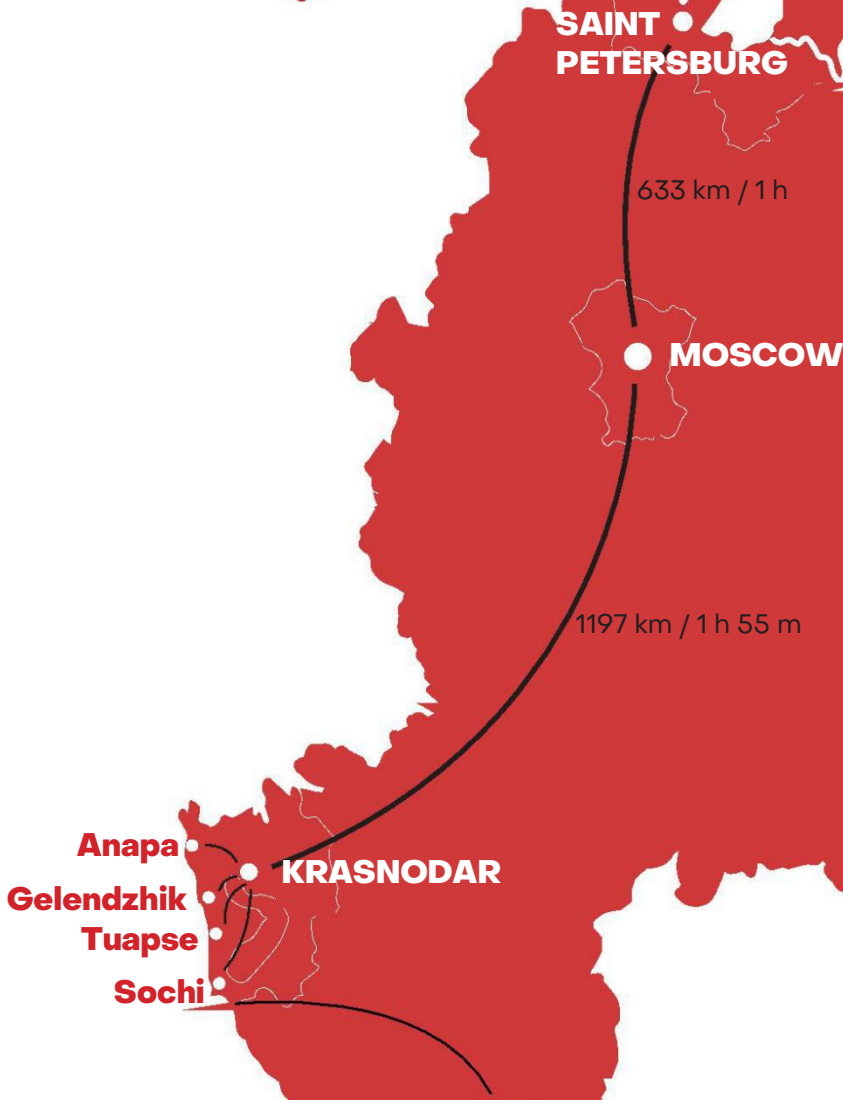 SAINT
PETERSBURG
633 km / 1 h
MOSCOW
1197 km / 1 h 55 m
Anapa
KRASNODAR
Gelendzhik
Tuapse
Sochi